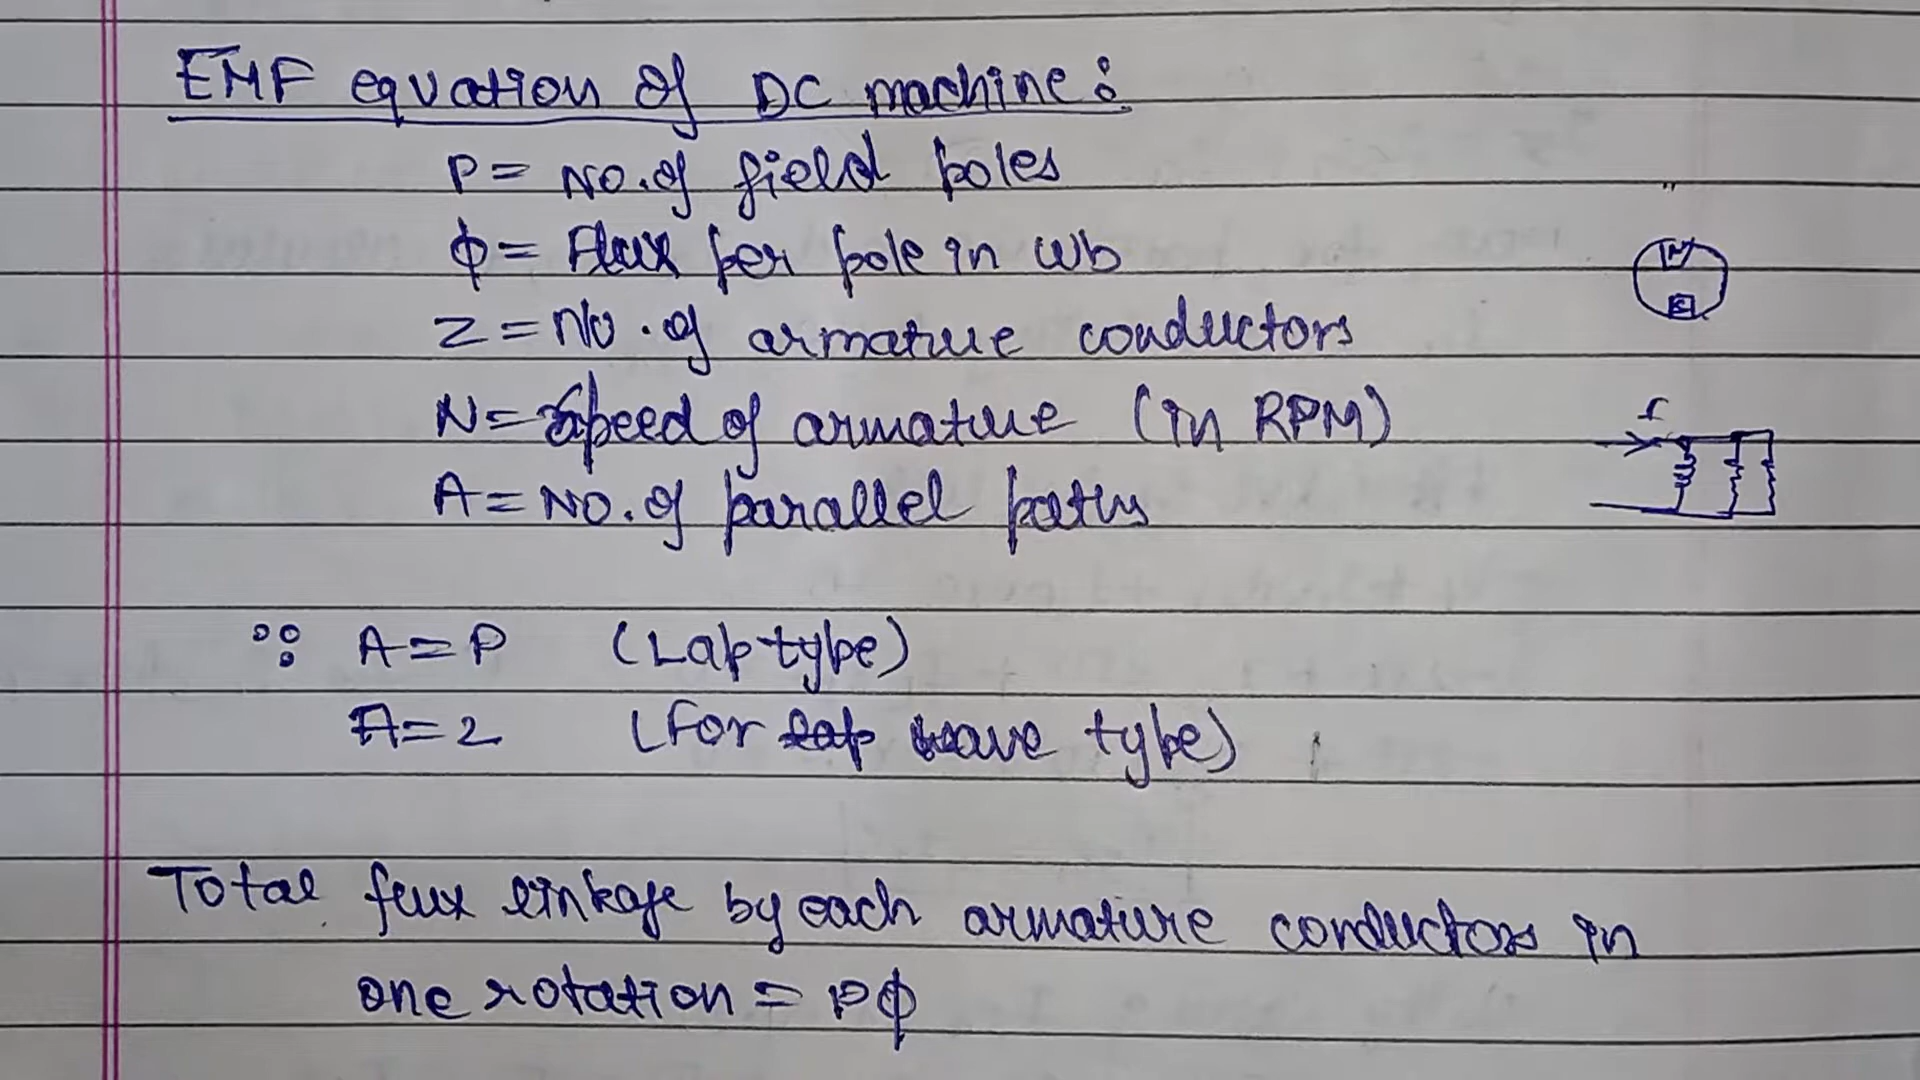 EMF equation of DC machine:
P = No. of field poles
φ = Flux per pole in wb
Z = No. of armature conductors
N = Speed of armature (in RPM)
A = No. of parallel paths
∵ A = P (Lap type)
A = 2 (For wave type)
Total flux linkage by each armature conductors in
one rotation = Pφ